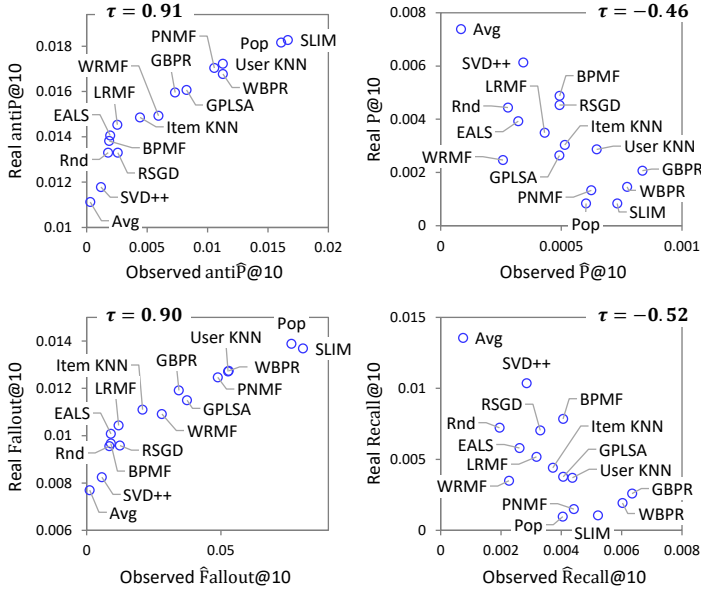 τ = 0.91
Real antiP@10
0.018
0.016
0.014
0.012
0.01
PNMF
Pop
SLIM
GBPR
User KNN
WRMF
WBPR
LRMF
GPLSA
EALS
Item KNN
BPMF
Rnd
RSGD
SVD++
Avg
0
0.005
0.01
0.015
0.02
Observed antiP̂@10
τ = −0.46
Real P@10
0.008
0.006
0.004
0.002
0
Avg
SVD++
LRMF
BPMF
Rnd
RSGD
EALS
Item KNN
User KNN
WRMF
GPLSA
GBPR
PNMF
WBPR
Pop
SLIM
0
0.0005
0.001
Observed P̂@10
τ = 0.90
Real Fallout@10
0.014
0.012
0.01
0.008
0.006
Pop
User KNN
SLIM
Item KNN
GBPR
WBPR
LRMF
PNMF
EALS
GPLSA
WRMF
Rnd
RSGD
BPMF
SVD++
Avg
0
0.05
Observed F̂allout@10
τ = −0.52
Real Recall@10
0.015
0.01
0.005
0
Avg
SVD++
RSGD
BPMF
Rnd
Item KNN
EALS
GPLSA
LRMF
User KNN
WRMF
GBPR
PNMF
WBPR
Pop
SLIM
0
0.002
0.004
0.006
0.008
Observed R̂ecall@10